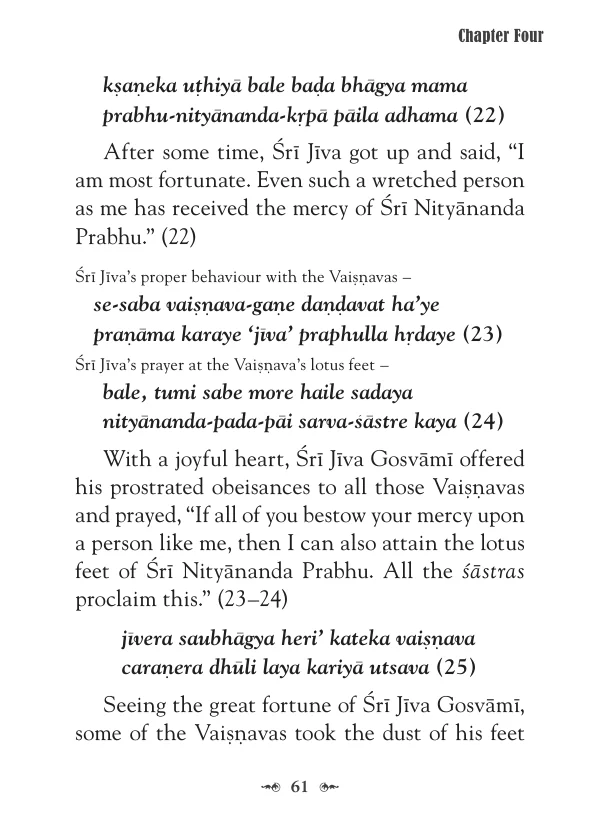 Chapter Four
kṣaṇeka uṭhiyā bale baḍa bhāgya mama
prabhu-nityānanda-kṛpā pāila adhama (22)
After some time, Śrī Jīva got up and said, “I
am most fortunate. Even such a wretched person
as me has received the mercy of Śrī Nityānanda
Prabhu.” (22)
Śrī Jīva’s proper behaviour with the Vaiṣṇavas –
se-saba vaiṣṇava-gaṇe daṇḍavat ha’ye
praṇāma karaye ‘jīva’ praphulla hṛdaye (23)
Śrī Jīva’s prayer at the Vaiṣṇava’s lotus feet –
bale, tumi sabe more haile sadaya
nityānanda-pada-pāi sarva-śāstre kaya (24)
With a joyful heart, Śrī Jīva Gosvāmī offered
his prostrated obeisances to all those Vaiṣṇavas
and prayed, “If all of you bestow your mercy upon
a person like me, then I can also attain the lotus
feet of Śrī Nityānanda Prabhu. All the śāstras
proclaim this.” (23–24)
jīvera saubhāgya heri’ kateka vaiṣṇava
caraṇera dhūli laya kariyā utsava (25)
Seeing the great fortune of Śrī Jīva Gosvāmī,
some of the Vaiṣṇavas took the dust of his feet
61